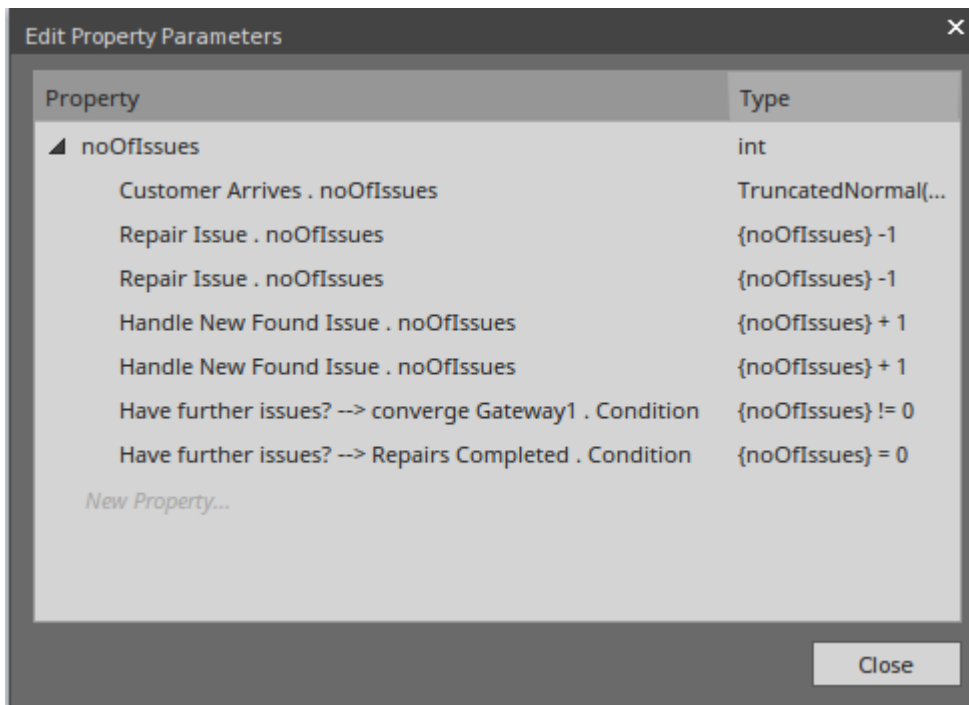 Edit Property Parameters
Property Type
noOfIssues int
Customer Arrives . noOfIssues TruncatedNormal(...
Repair Issue . noOfIssues {noOfIssues} -1
Repair Issue . noOfIssues {noOfIssues} -1
Handle New Found Issue . noOfIssues {noOfIssues} + 1
Handle New Found Issue . noOfIssues {noOfIssues} + 1
Have further issues? --> converge Gateway1 . Condition {noOfIssues} != 0
Have further issues? --> Repairs Completed . Condition {noOfIssues} = 0
New Property...
Close